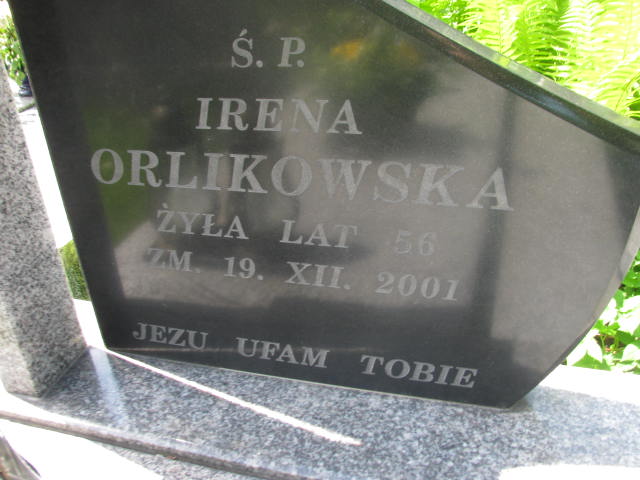 Ś. P.
IRENA
ORLIKOWSKA
ŻYŁA LAT 56
ZM. 19. XII. 2001
JEZU UFAM TOBIE